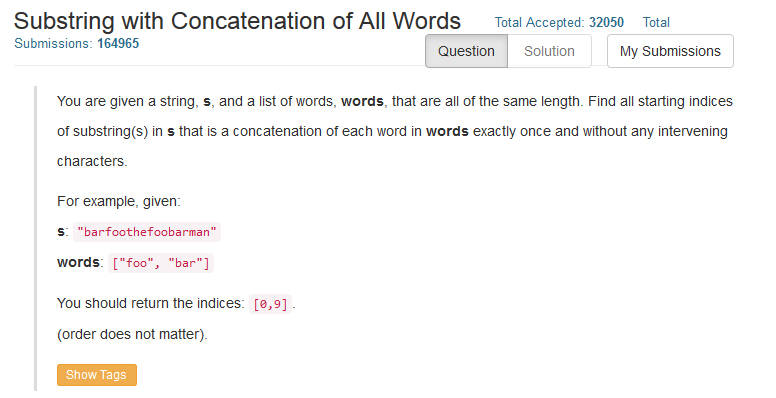 Substring with Concatenation of All Words Total Accepted: 32050 Total
Submissions: 164965
Question Solution My Submissions
You are given a string, s, and a list of words, words, that are all of the same length. Find all starting indices
of substring(s) in s that is a concatenation of each word in words exactly once and without any intervening
characters.
For example, given:
s: "barfoothefoobarman"
words: ["foo", "bar"]
You should return the indices: [0,9].
(order does not matter).
Show Tags